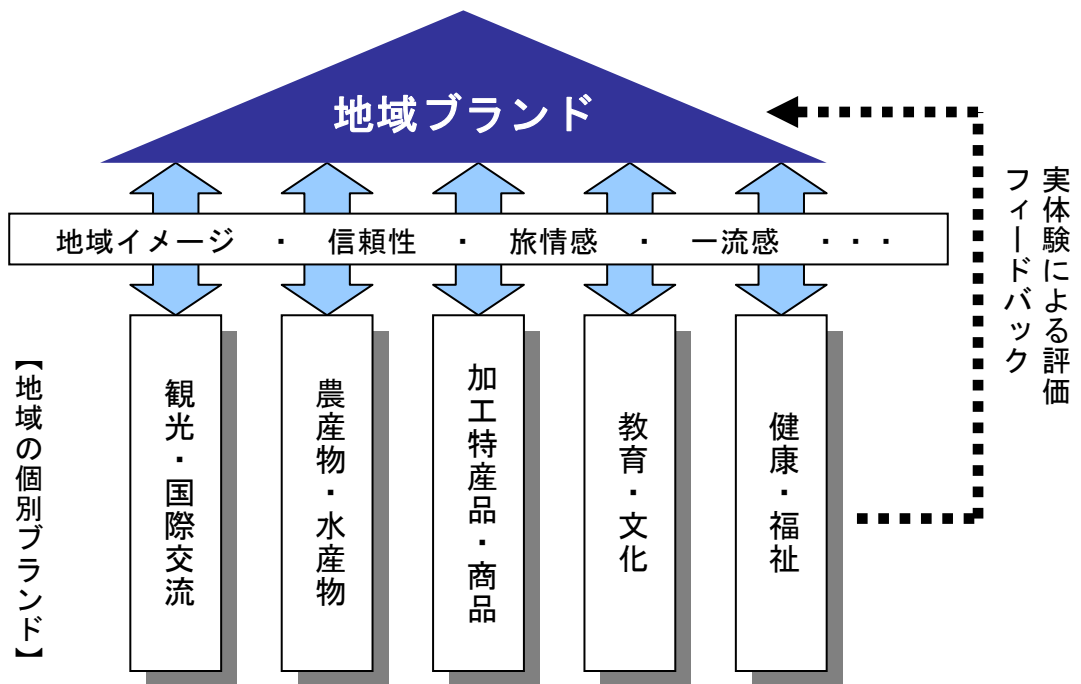 地域ブランド
地域イメージ ・ 信頼性 ・ 旅情感 ・ 一流感 ・・・
実体験による評価
フィードバック
【地域の個別ブランド】
観光・国際交流
農産物・水産物
加工特産品・商品
教育・文化
健康・福祉